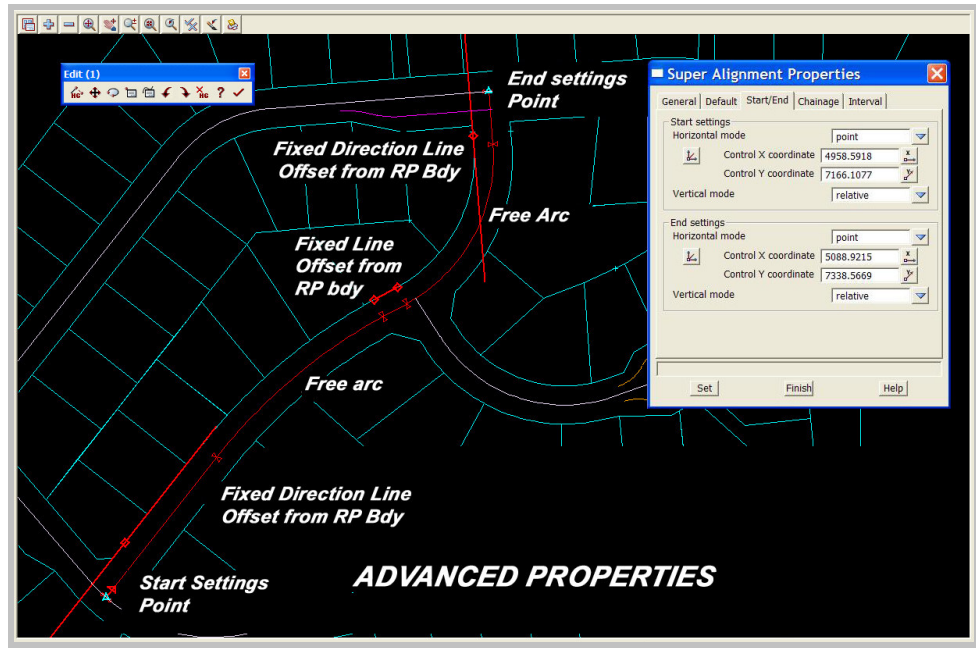 Edit (1)
HG
HG
?
End settings
Point
Fixed Direction Line
Offset from RP Bdy
Free Arc
Fixed Line
Offset from
RP bdy
Free arc
Fixed Direction Line
Offset from RP Bdy
Start Settings
Point
ADVANCED PROPERTIES
Super Alignment Properties
General Default Start/End Chainage Interval
Start settings
Horizontal mode point
Control X coordinate 4958.5918 x
Control Y coordinate 7166.1077 y
Vertical mode relative
End settings
Horizontal mode point
Control X coordinate 5088.9215 x
Control Y coordinate 7338.5669 y
Vertical mode relative
Set Finish Help